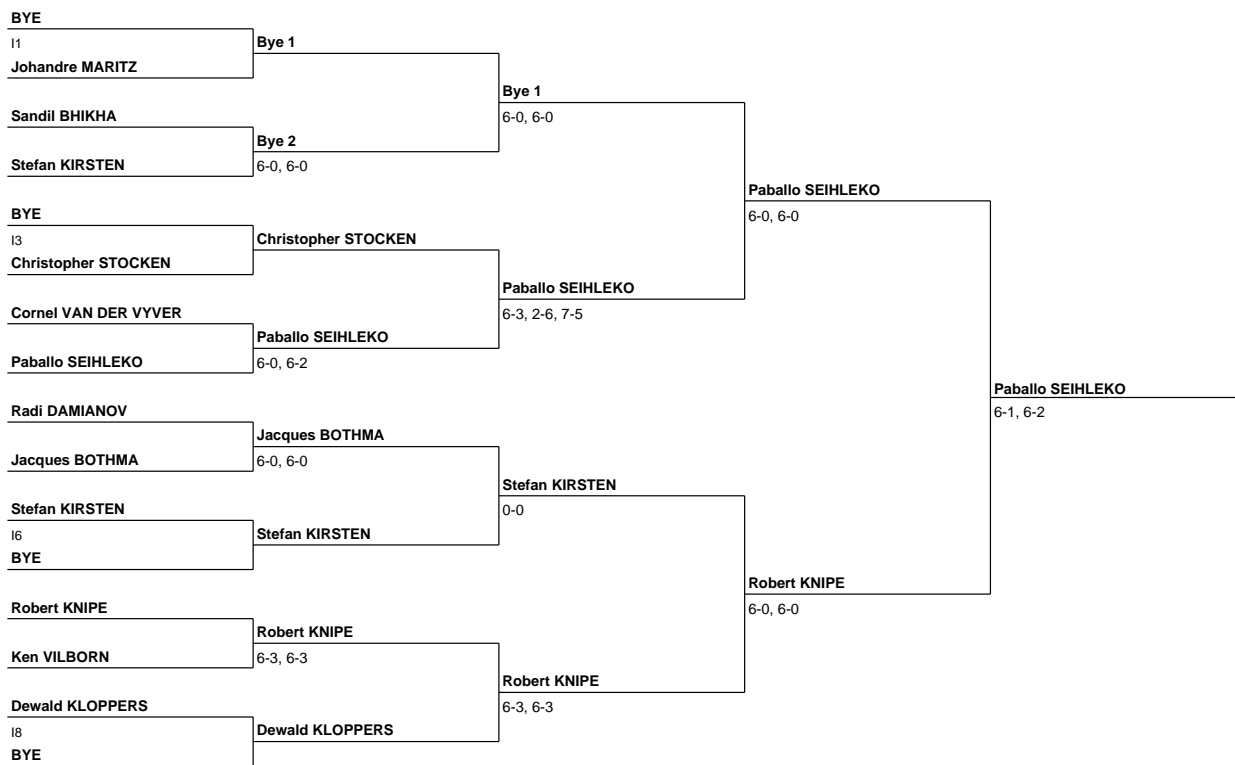 BYE
I1
Johandre MARITZ
Sandil BHIKHA
Stefan KIRSTEN
BYE
I3
Christopher STOCKEN
Cornel VAN DER VYVER
Paballo SEIHLEKO
Radi DAMIANOV
Jacques BOTHMA
Stefan KIRSTEN
I6
BYE
Robert KNIPE
Ken VILBORN
Dewald KLOPPERS
I8
BYE
Bye 1
Bye 2
6-0, 6-0
Christopher STOCKEN
Paballo SEIHLEKO
6-0, 6-2
Jacques BOTHMA
6-0, 6-0
Stefan KIRSTEN
Robert KNIPE
6-3, 6-3
Dewald KLOPPERS
Bye 1
6-0, 6-0
Paballo SEIHLEKO
6-3, 2-6, 7-5
Stefan KIRSTEN
0-0
Robert KNIPE
6-3, 6-3
Paballo SEIHLEKO
6-0, 6-0
Robert KNIPE
6-0, 6-0
Paballo SEIHLEKO
6-1, 6-2